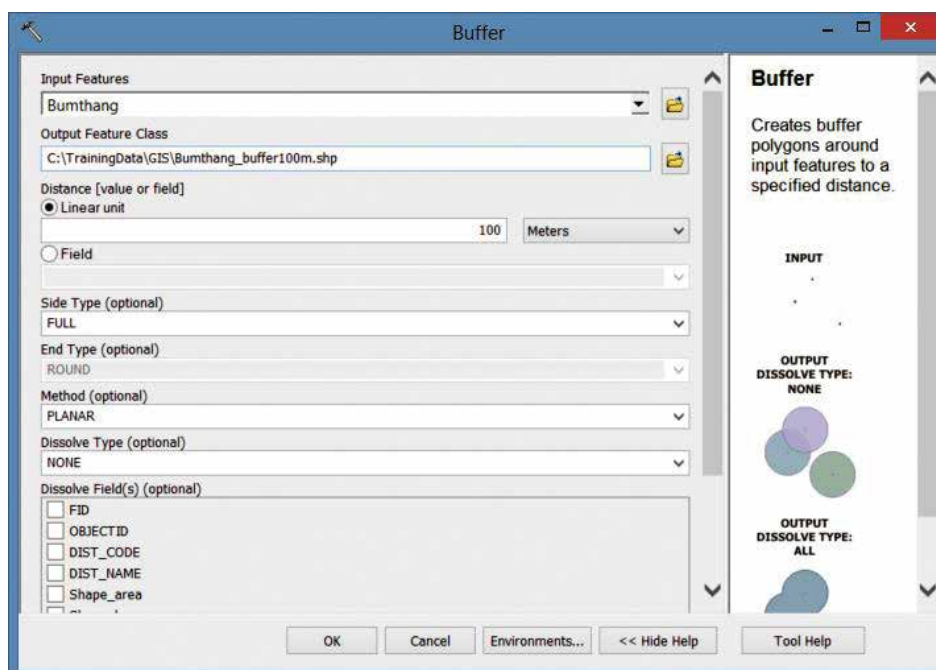 Buffer
Input Features
Bumthang
Output Feature Class
C:\TrainingData\GIS\Bumthang_buffer100m.shp
Distance [value or field]
Linear unit
100 Meters
Field
Side Type (optional)
FULL
End Type (optional)
ROUND
Method (optional)
PLANAR
Dissolve Type (optional)
NONE
Dissolve Field(s) (optional)
FID
OBJECTID
DIST_CODE
DIST_NAME
Shape_area
Buffer
Creates buffer
polygons around
input features to a
specified distance.
INPUT
OUTPUT
DISSOLVE TYPE:
NONE
OUTPUT
DISSOLVE TYPE:
ALL
OK Cancel Environments... << Hide Help Tool Help